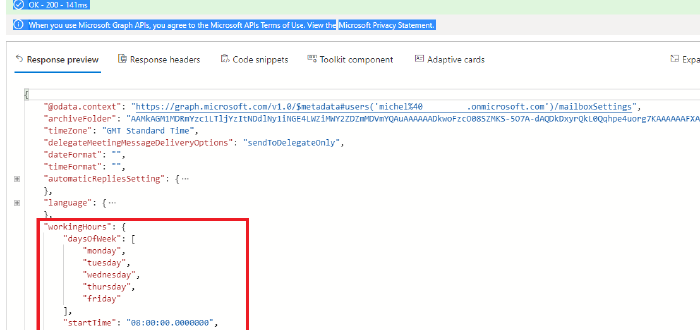 OK - 200 - 141ms
When you use Microsoft Graph APIs, you agree to the Microsoft APIs Terms of Use. View the Microsoft Privacy Statement.
Response preview Response headers Code snippets Toolkit component Adaptive cards Expa
{
"@odata.context": "https://graph.microsoft.com/v1.0/$metadata#users('michel%40 .onmicrosoft.com')/mailboxSettings",
"archiveFolder":
"timeZone": "GMT Standard Time",
"delegateMeetingMessageDeliveryOptions": "sendToDelegateOnly",
"dateFormat": "",
"timeFormat": "",
"automaticRepliesSetting": { ...
},
"language": { ...
},
"workingHours": {
"daysOfWeek": [
"monday",
"tuesday",
"wednesday",
"thursday",
"friday"
],
"startTime": "08:00:00.0000000",